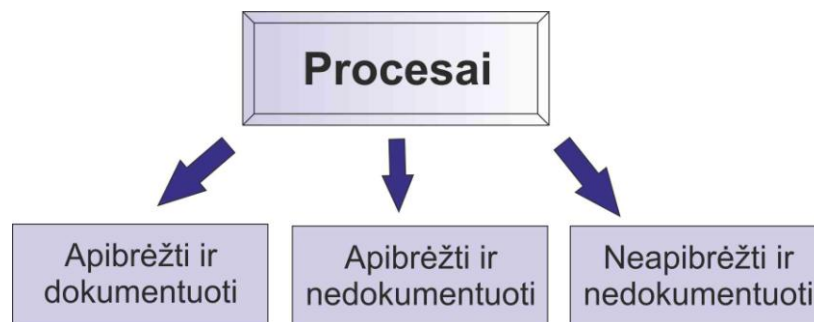 Procesai
Apibrėžti ir
dokumentuoti
Apibrėžti ir
nedokumentuoti
Neapibrėžti ir
nedokumentuoti